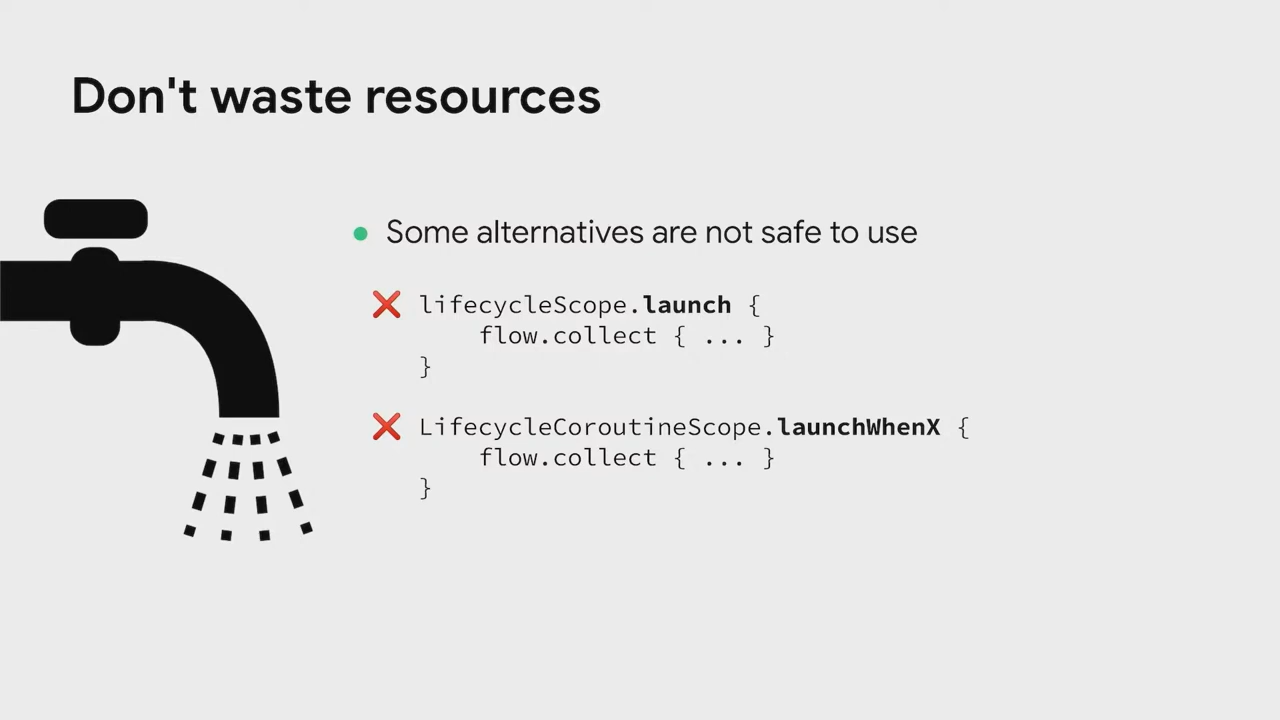 Don't waste resources
● Some alternatives are not safe to use
❌ lifecycleScope.launch {
    flow.collect { ... }
}
❌ LifecycleCoroutineScope.launchWhenX {
    flow.collect { ... }
}